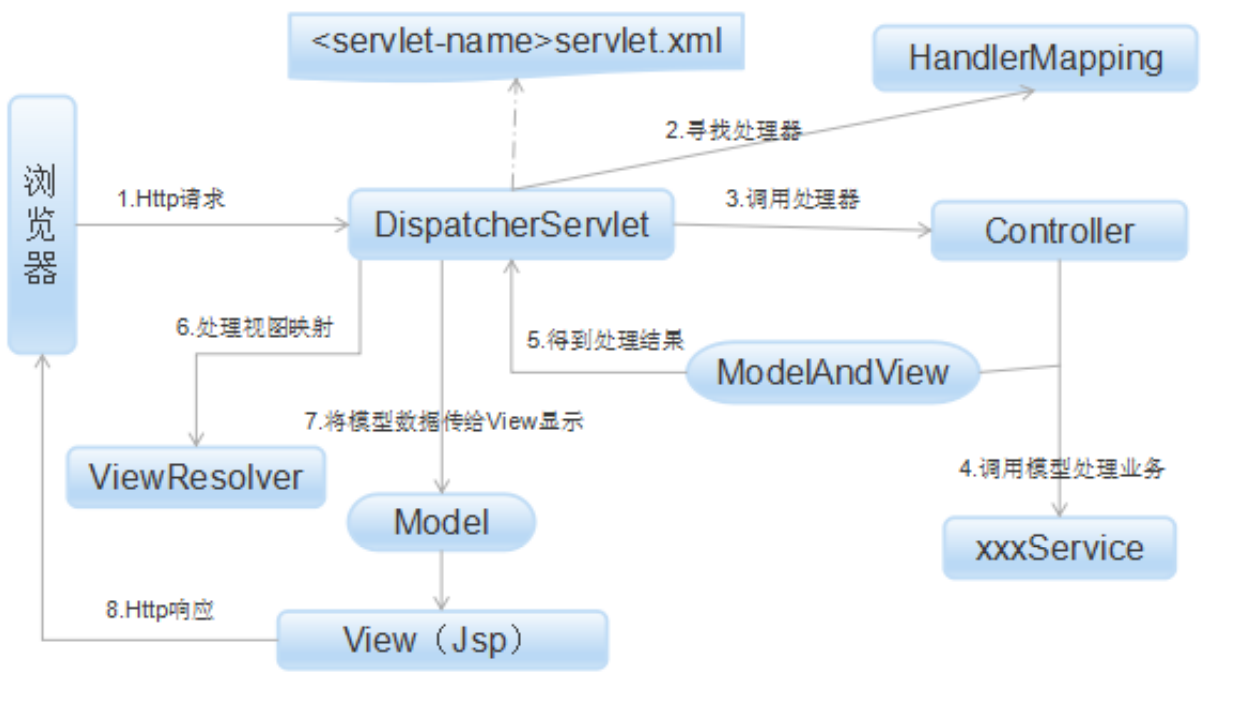 <servlet-name>servlet.xml
HandlerMapping
2.寻找处理器
浏览器
1.Http请求
3.调用处理器
DispatcherServlet
Controller
6.处理视图映射
5.得到处理结果
ModelAndView
7.将模型数据传给View显示
4.调用模型处理业务
ViewResolver
Model
xxxService
8.Http响应
View（Jsp）